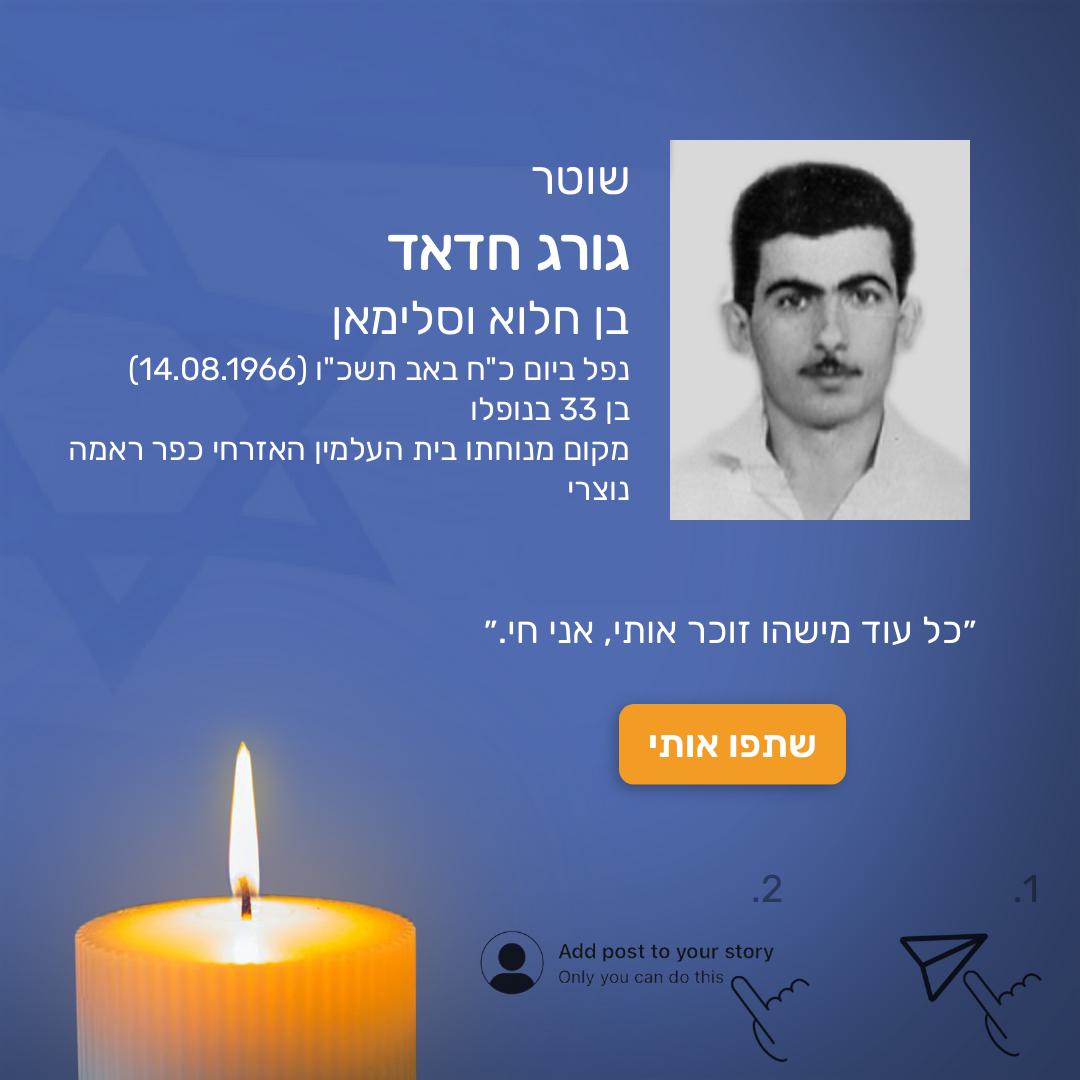 שוטר
גורג חדאד
בן חלוא וסלימאן
נפל ביום כ"ח באב תשכ"ו (14.08.1966)
בן 33 בנופלו
מקום מנוחתו בית העלמין האזרחי כפר ראמה
נוצרי
״כל עוד מישהו זוכר אותי, אני חי.״
שתפו אותי
.1
.2
Add post to your story
Only you can do this